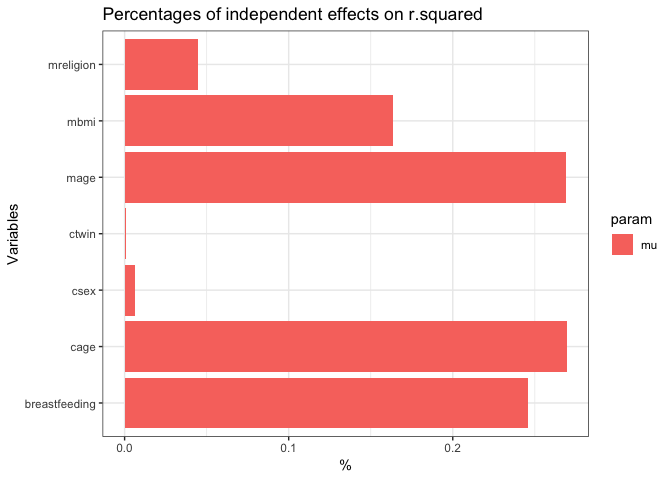 Percentages of independent effects on r.squared
Variables
mreligion
mbmi
mage
ctwin
csex
cage
breastfeeding
0.0
0.1
0.2
%
param
mu